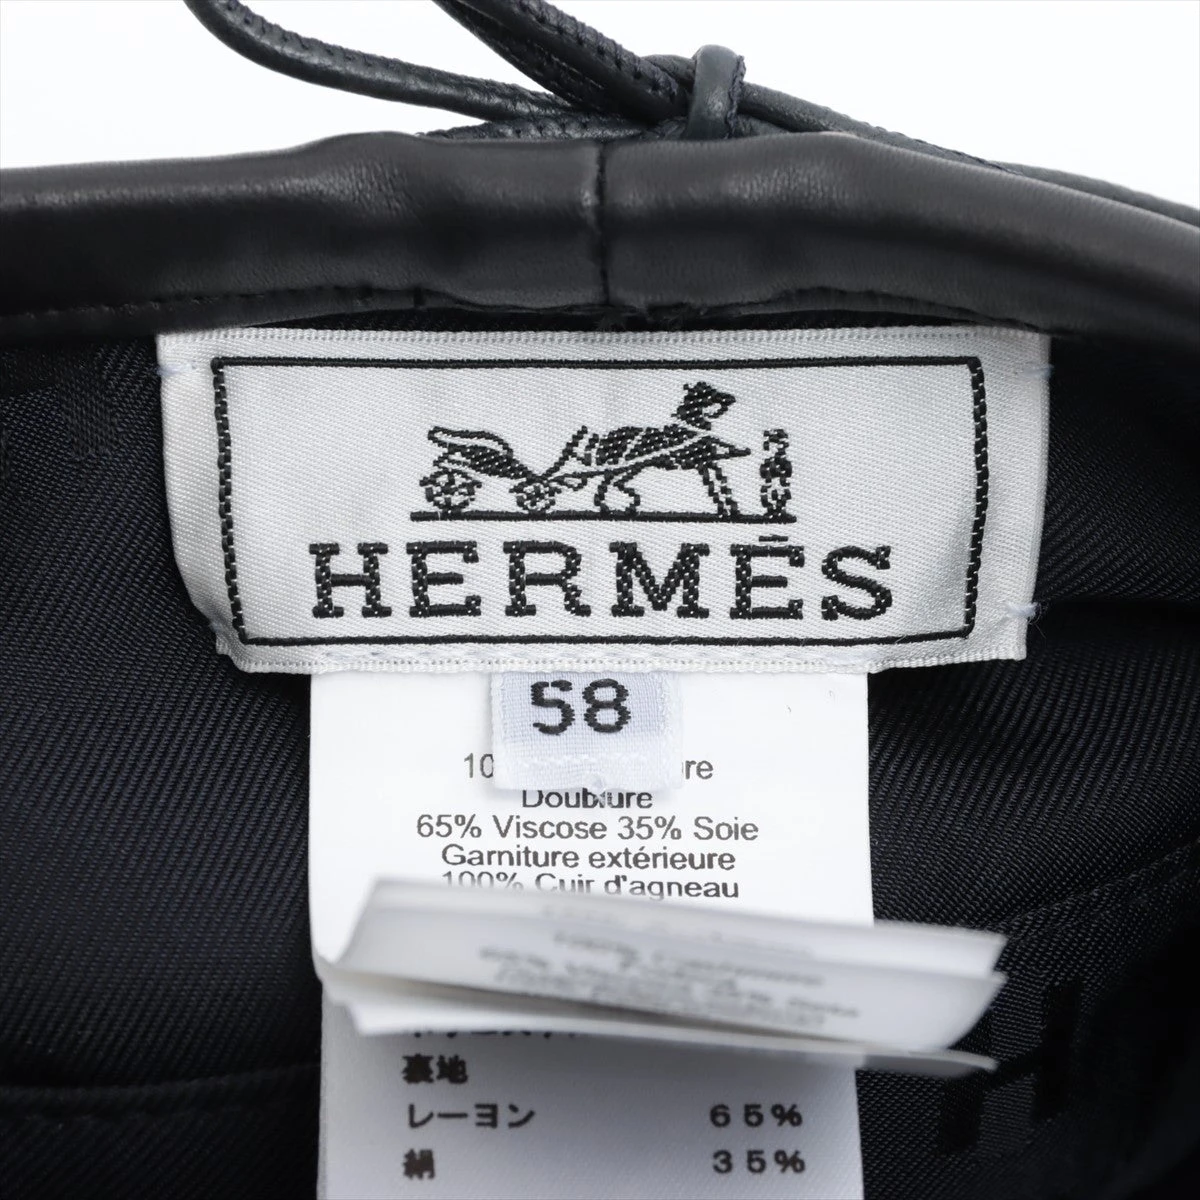 HERMÈS
58
Doublure
65% Viscose 35% Soie
Garniture extérieure
100% Cuir d'agneau
裏地
レーヨン 65%
絹 35%